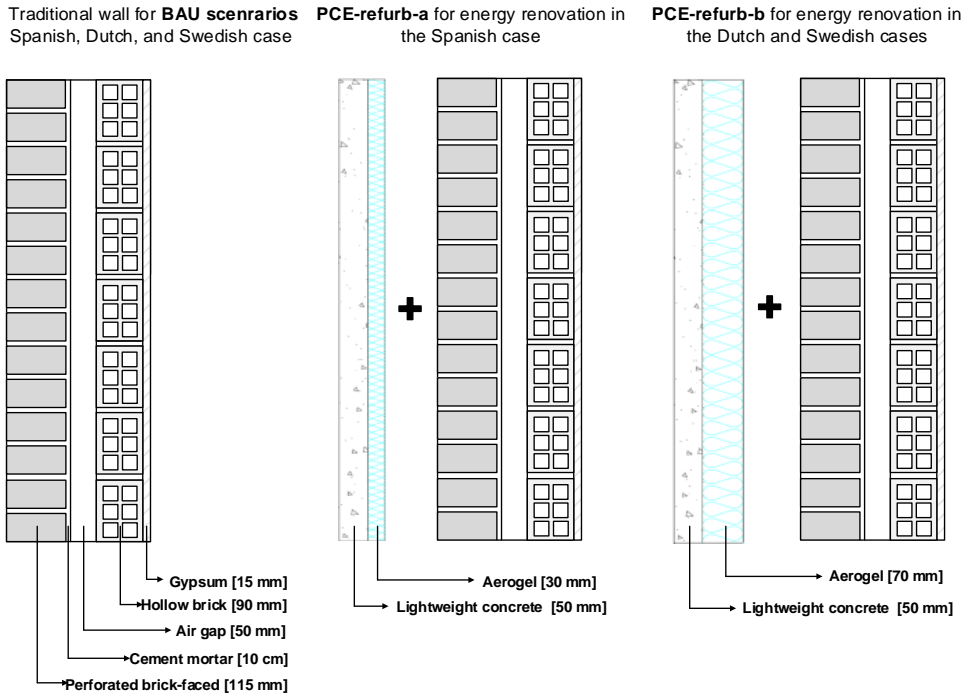 Traditional wall for BAU scenrarios
Spanish, Dutch, and Swedish case
PCE-refurb-a for energy renovation in
the Spanish case
PCE-refurb-b for energy renovation in
the Dutch and Swedish cases
Gypsum [15 mm]
Hollow brick [90 mm]
Air gap [50 mm]
Cement mortar [10 cm]
Perforated brick-faced [115 mm]
Aerogel [30 mm]
Lightweight concrete [50 mm]
Aerogel [70 mm]
Lightweight concrete [50 mm]